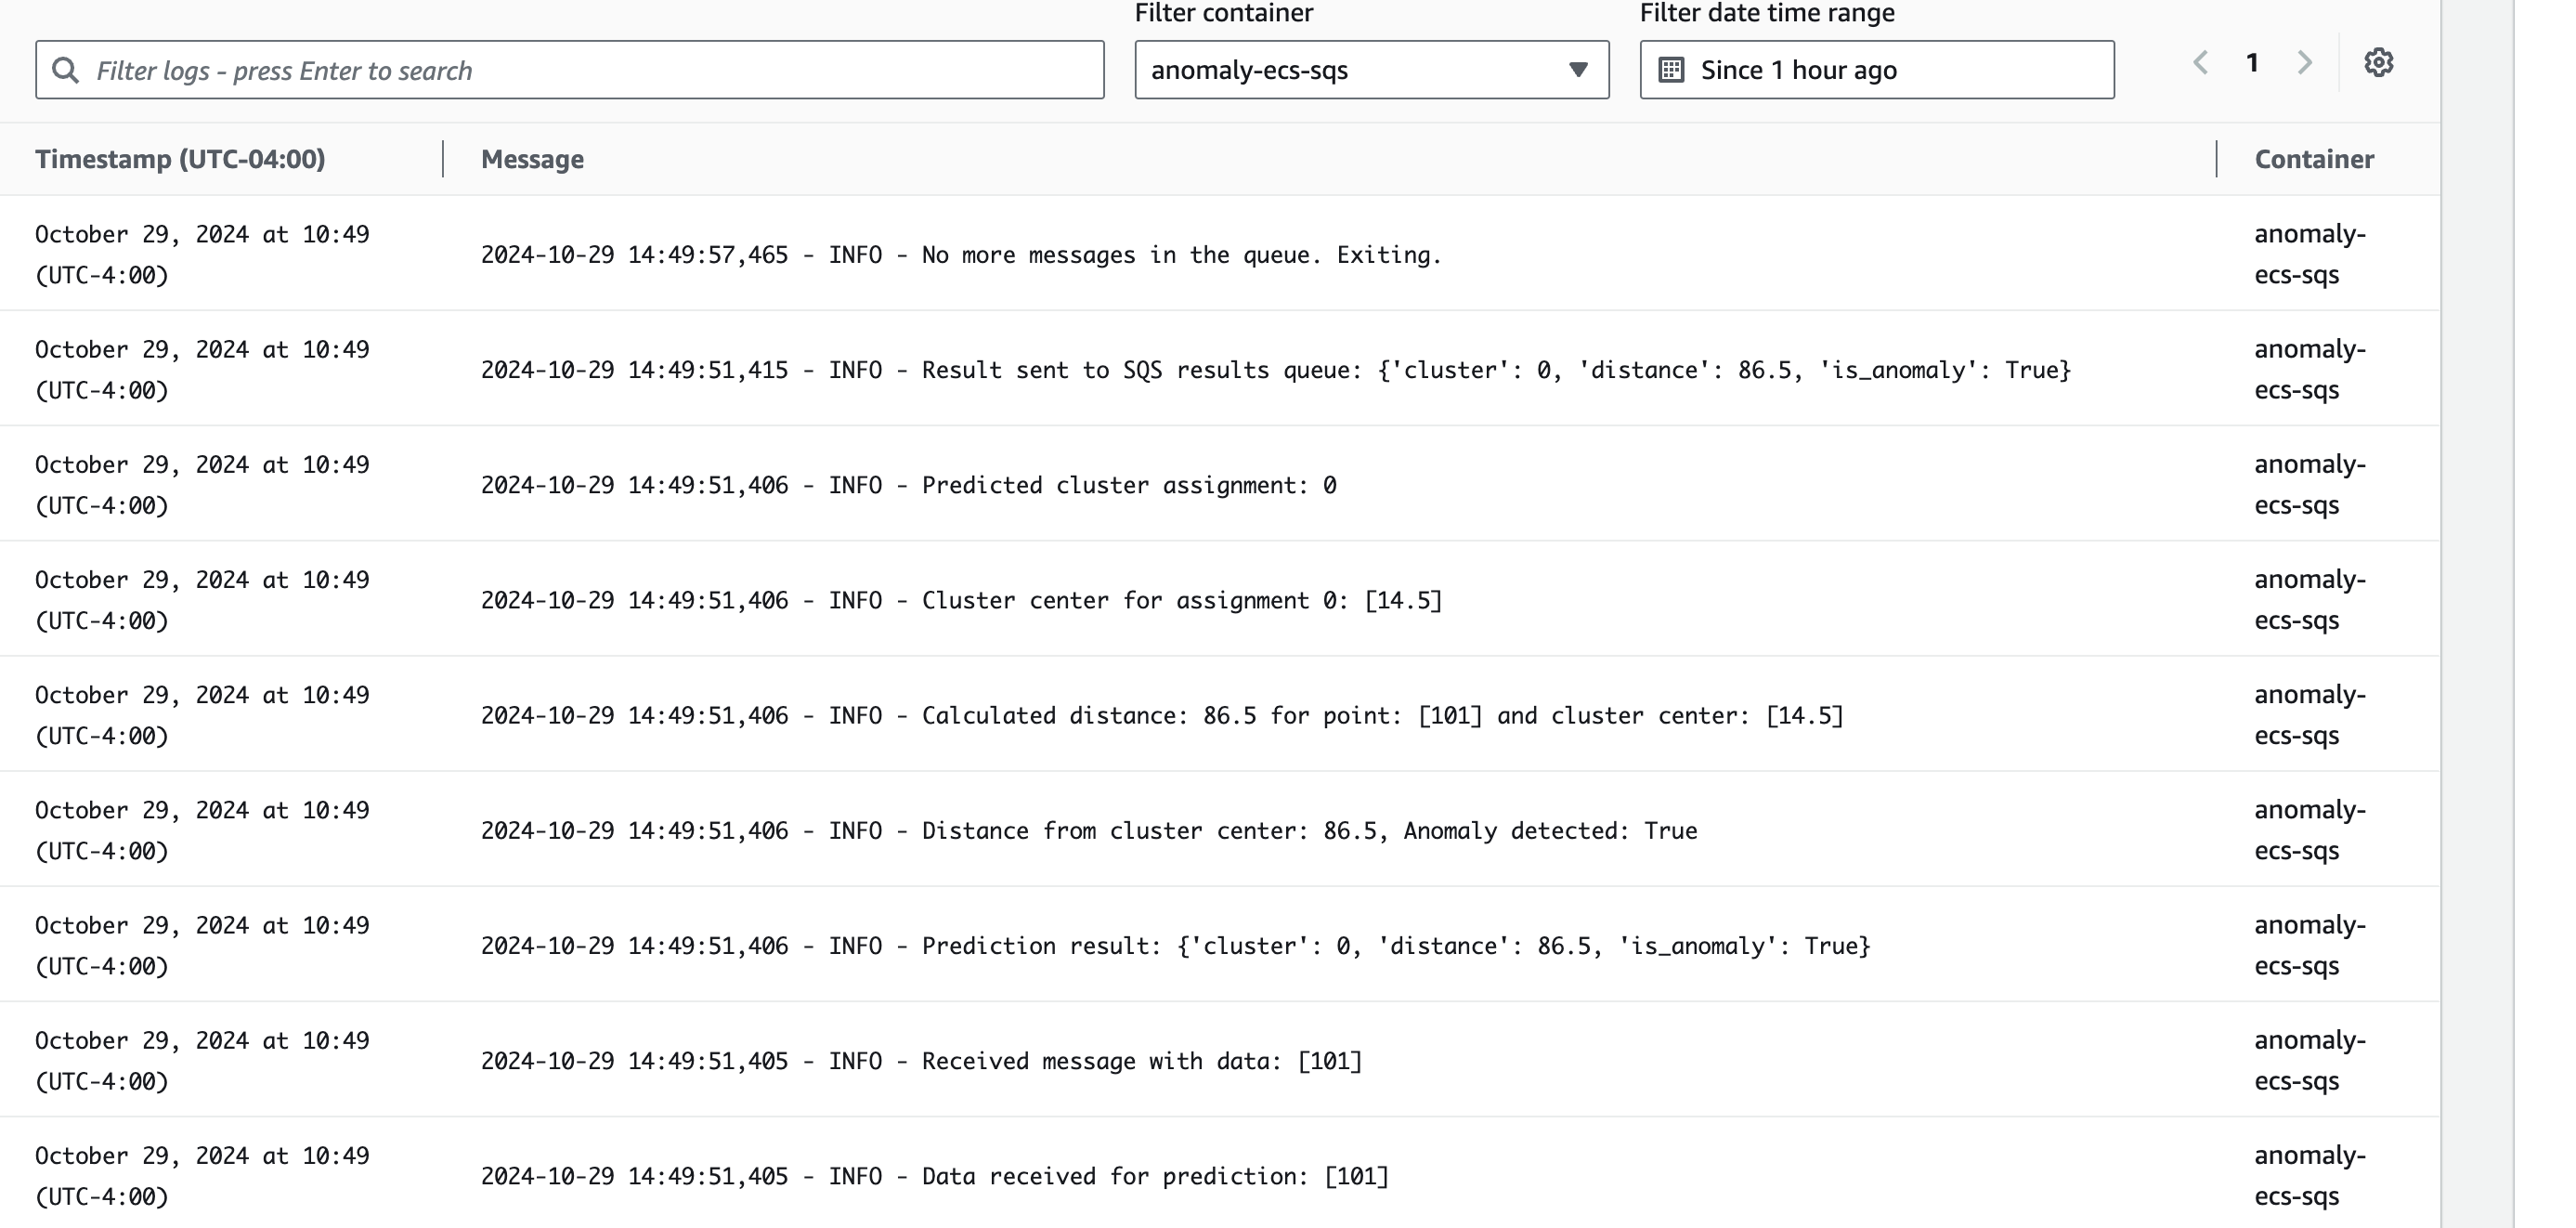 Filter container
Filter date time range
Filter logs - press Enter to search
anomaly-ecs-sqs
Since 1 hour ago
1
Timestamp (UTC-04:00)
Message
Container
October 29, 2024 at 10:49
(UTC-4:00)
2024-10-29 14:49:57,465 - INFO - No more messages in the queue. Exiting.
anomaly-
ecs-sqs
October 29, 2024 at 10:49
(UTC-4:00)
2024-10-29 14:49:51,415 - INFO - Result sent to SQS results queue: {'cluster': 0, 'distance': 86.5, 'is_anomaly': True}
anomaly-
ecs-sqs
October 29, 2024 at 10:49
(UTC-4:00)
2024-10-29 14:49:51,406 - INFO - Predicted cluster assignment: 0
anomaly-
ecs-sqs
October 29, 2024 at 10:49
(UTC-4:00)
2024-10-29 14:49:51,406 - INFO - Cluster center for assignment 0: [14.5]
anomaly-
ecs-sqs
October 29, 2024 at 10:49
(UTC-4:00)
2024-10-29 14:49:51,406 - INFO - Calculated distance: 86.5 for point: [101] and cluster center: [14.5]
anomaly-
ecs-sqs
October 29, 2024 at 10:49
(UTC-4:00)
2024-10-29 14:49:51,406 - INFO - Distance from cluster center: 86.5, Anomaly detected: True
anomaly-
ecs-sqs
October 29, 2024 at 10:49
(UTC-4:00)
2024-10-29 14:49:51,406 - INFO - Prediction result: {'cluster': 0, 'distance': 86.5, 'is_anomaly': True}
anomaly-
ecs-sqs
October 29, 2024 at 10:49
(UTC-4:00)
2024-10-29 14:49:51,405 - INFO - Received message with data: [101]
anomaly-
ecs-sqs
October 29, 2024 at 10:49
(UTC-4:00)
2024-10-29 14:49:51,405 - INFO - Data received for prediction: [101]
anomaly-
ecs-sqs